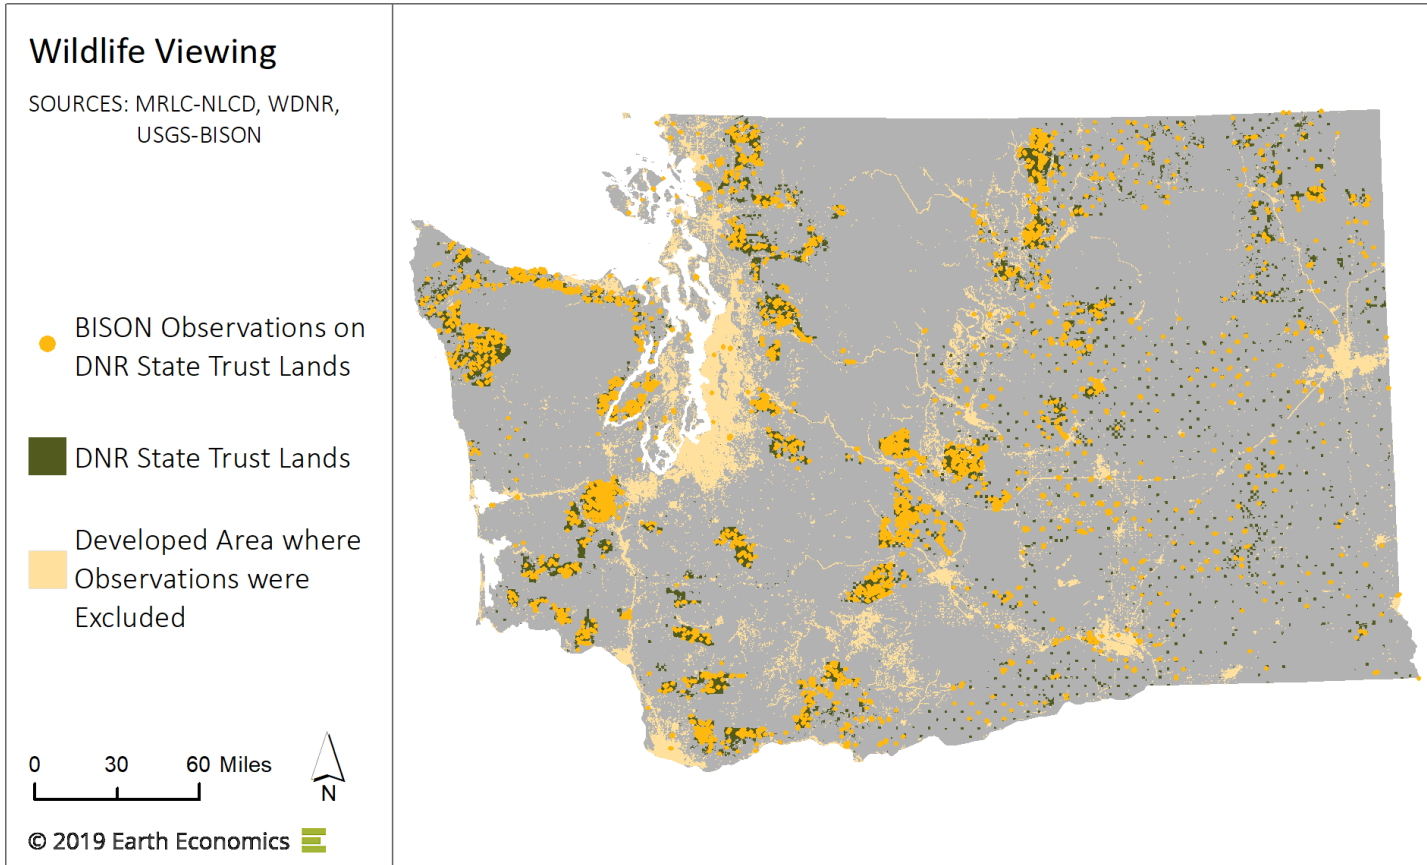 Wildlife Viewing
SOURCES: MRLC-NLCD, WDNR,
USGS-BISON
BISON Observations on
DNR State Trust Lands
DNR State Trust Lands
Developed Area where
Observations were
Excluded
0 30 60 Miles
N
© 2019 Earth Economics